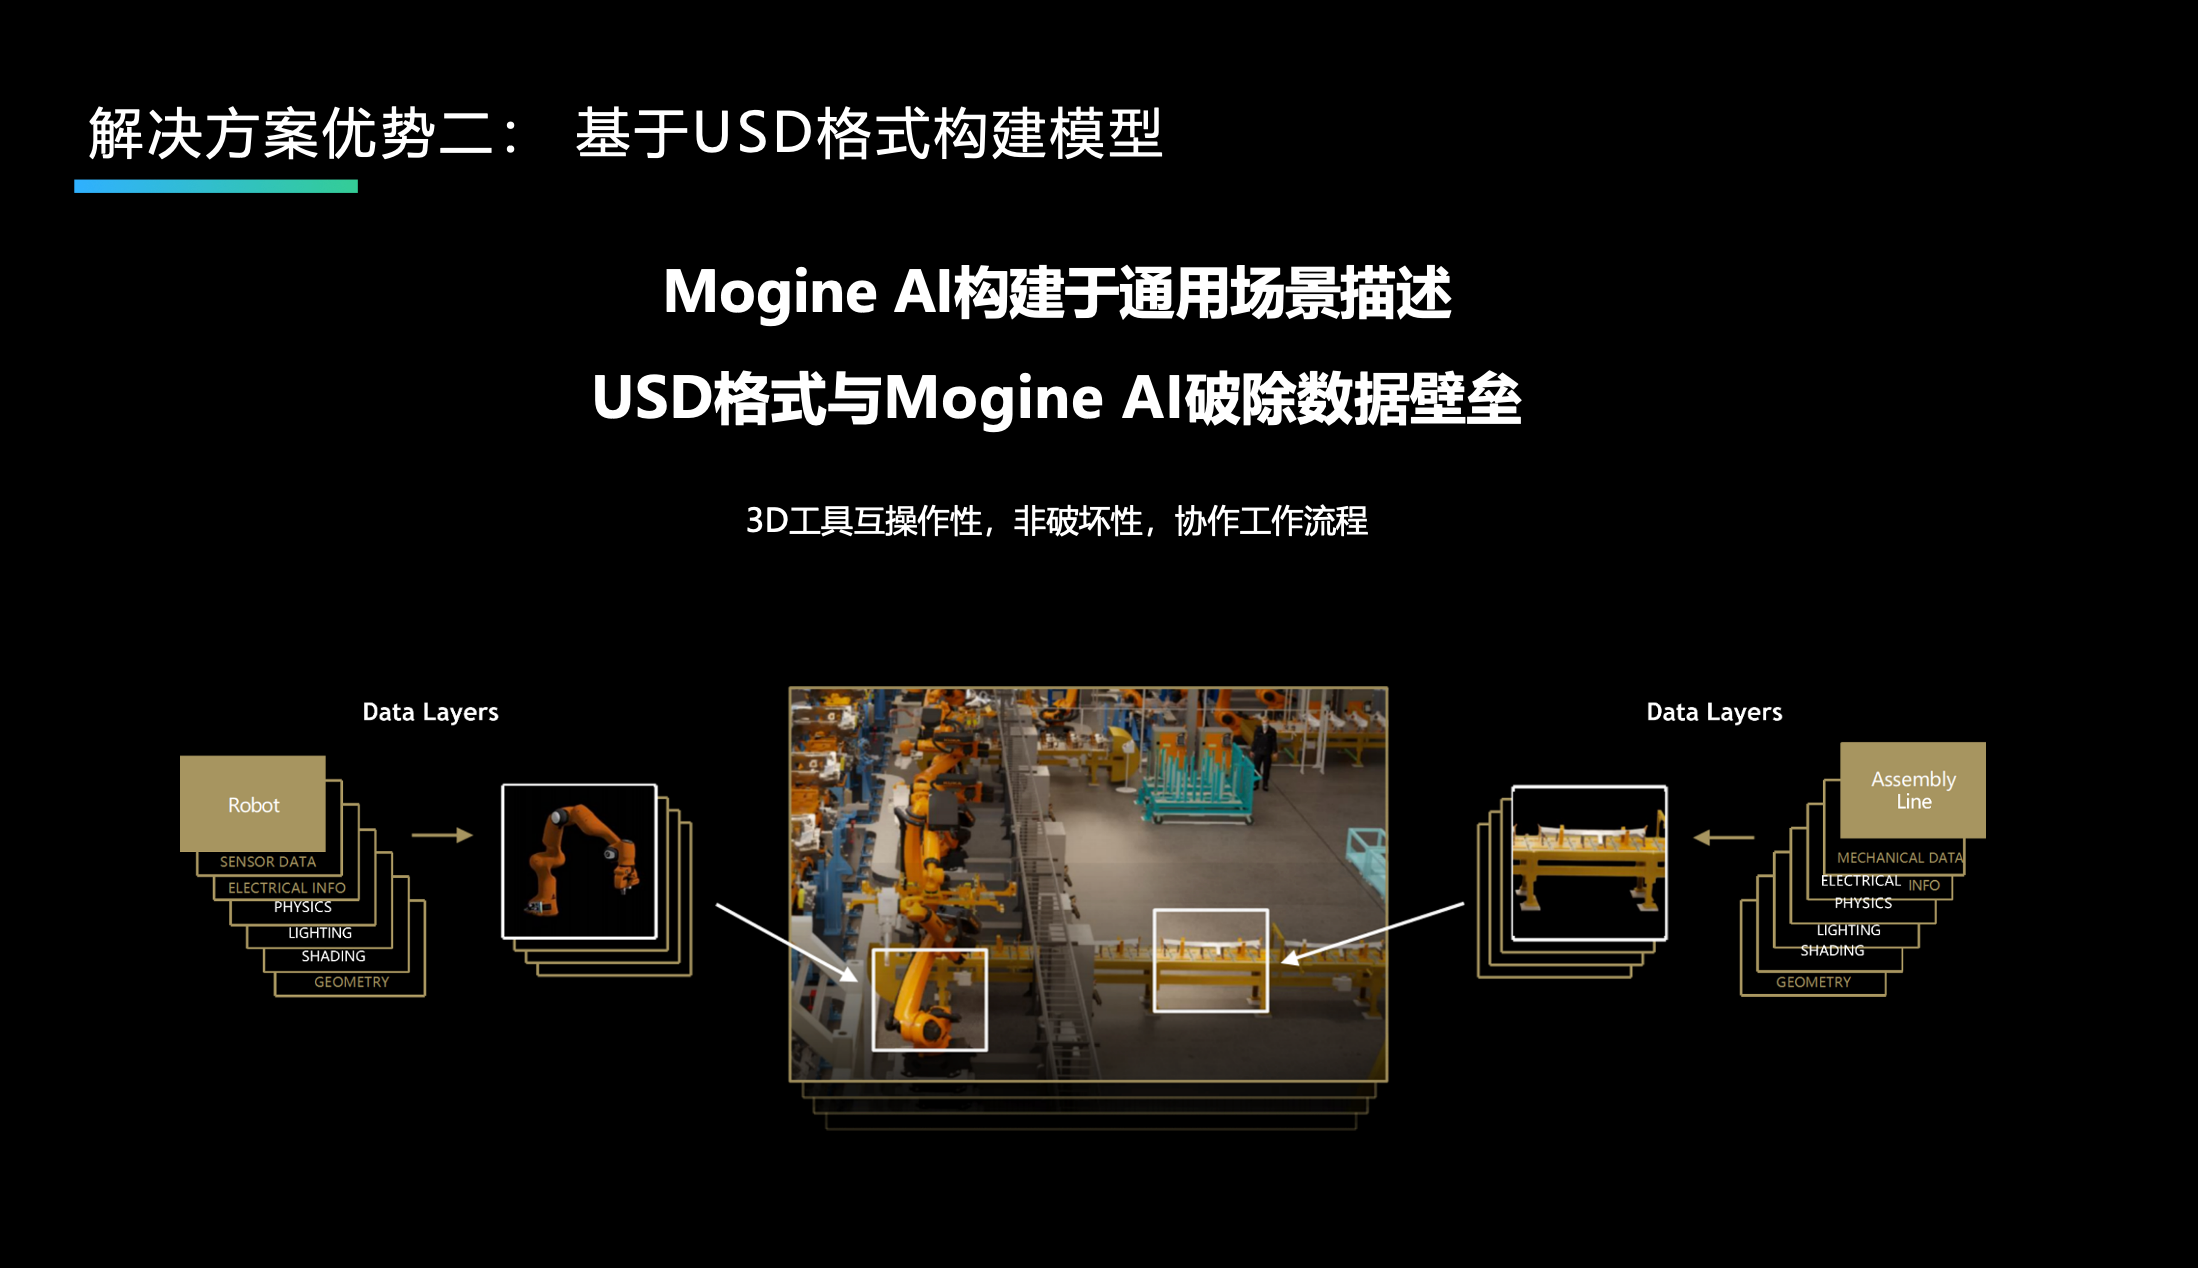 解决方案优势二： 基于USD格式构建模型
Mogine AI构建于通用场景描述
USD格式与Mogine AI破除数据壁垒
3D工具互操作性，非破坏性，协作工作流程
Data Layers
Robot
SENSOR DATA
ELECTRICAL INFO
PHYSICS
LIGHTING
SHADING
GEOMETRY
Data Layers
Assembly
Line
MECHANICAL DATA
ELECTRICAL INFO
PHYSICS
LIGHTING
SHADING
GEOMETRY